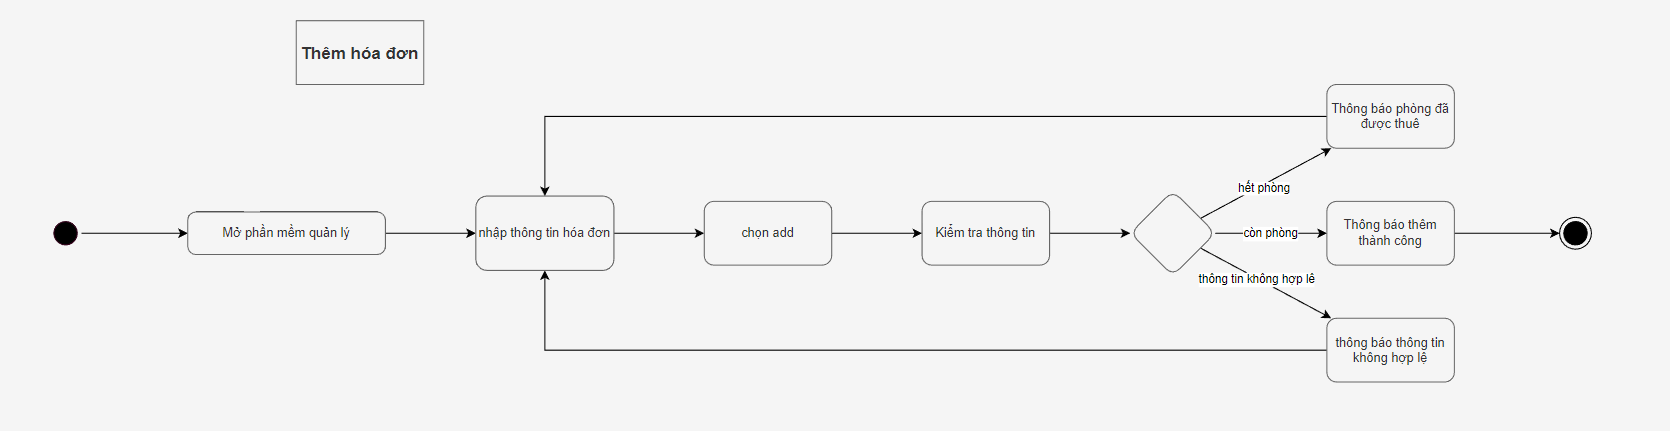 Thêm hóa đơn
Mở phần mềm quản lý
nhập thông tin hóa đơn
chọn add
Kiểm tra thông tin
hết phòng
còn phòng
thông tin không hợp lê
Thông báo phòng đã
được thuê
Thông báo thêm
thành công
thông báo thông tin
không hợp lệ